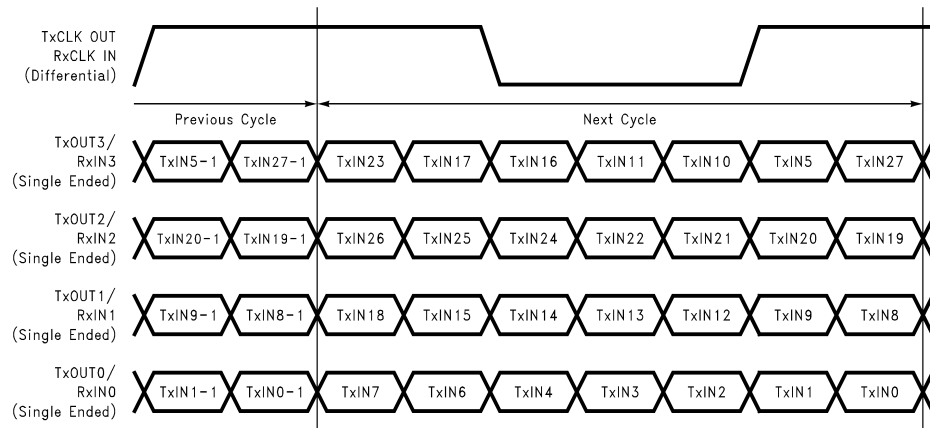 TxCLK OUT
RxCLK IN
(Differential)
Previous Cycle
Next Cycle
TxOUT3/
RxIN3
(Single Ended)
TxIN5-1 TxIN27-1 TxIN23 TxIN17 TxIN16 TxIN11 TxIN10 TxIN5 TxIN27
TxOUT2/
RxIN2
(Single Ended)
TxIN20-1 TxIN19-1 TxIN26 TxIN25 TxIN24 TxIN22 TxIN21 TxIN20 TxIN19
TxOUT1/
RxIN1
(Single Ended)
TxIN9-1 TxIN8-1 TxIN18 TxIN15 TxIN14 TxIN13 TxIN12 TxIN9 TxIN8
TxOUT0/
RxIN0
(Single Ended)
TxIN1-1 TxIN0-1 TxIN7 TxIN6 TxIN4 TxIN3 TxIN2 TxIN1 TxIN0